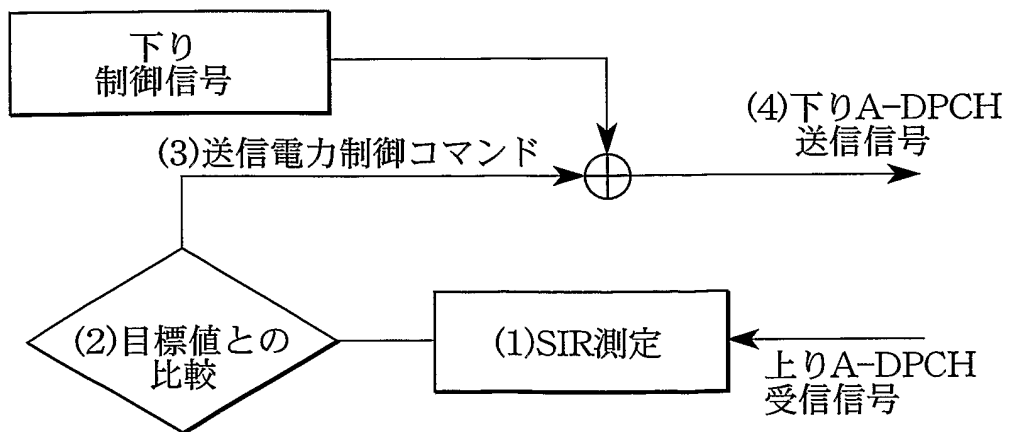 下り
制御信号
(4)下りA-DPCH
送信信号
(3)送信電力制御コマンド
(2)目標値との
比較
(1)SIR測定
上りA-DPCH
受信信号